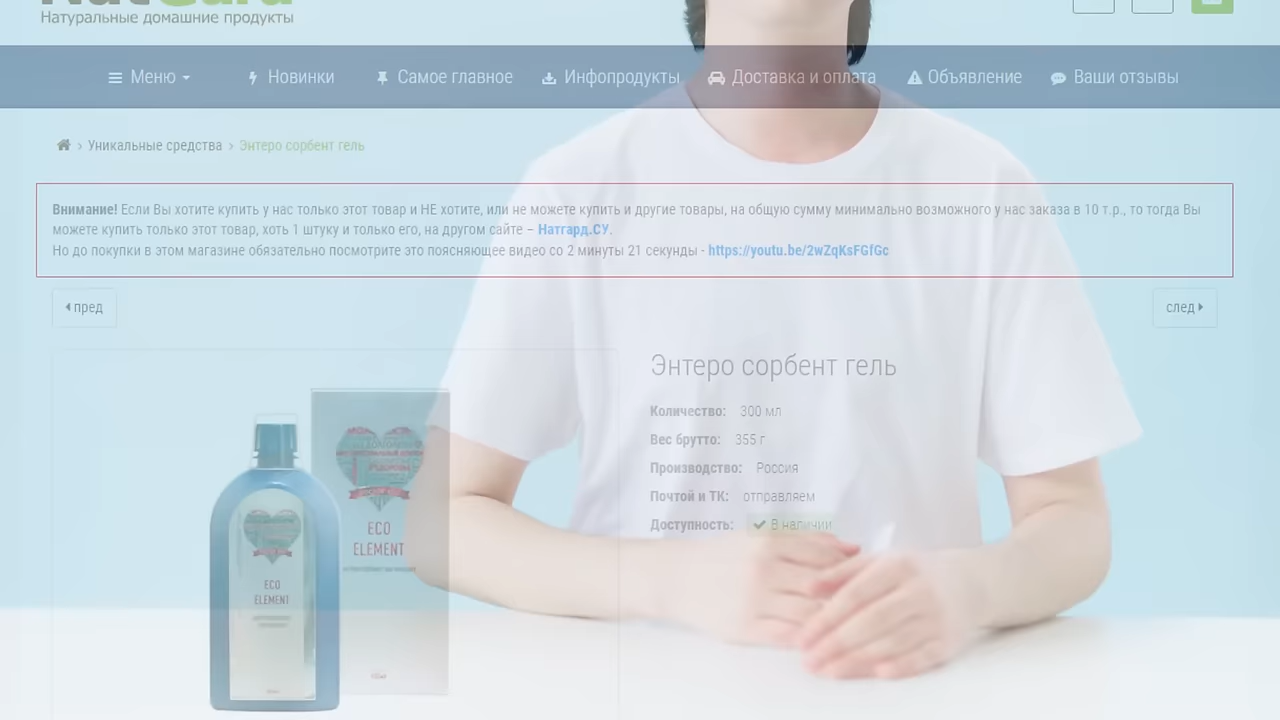 NatGard
Натуральные домашние продукты
Меню
Новинки
Самое главное
Инфопродукты
Доставка и оплата
Объявление
Ваши отзывы
Уникальные средства › Энтеро сорбент гель
Внимание! Если Вы хотите купить у нас только этот товар и НЕ хотите, или не можете купить и другие товары, на общую сумму минимально возможного у нас заказа в 10 т.р., то тогда Вы
можете купить только этот товар, хоть 1 штуку и только его, на другом сайте – Натгард.СУ.
Но до покупки в этом магазине обязательно посмотрите это поясняющее видео со 2 минуты 21 секунды - https://youtu.be/2wZqKsFGfGc
пред
след
Энтеро сорбент гель
Количество: 300 мл
Вес брутто: 355 г
Производство: Россия
Почтой и ТК: отправляем
Доступность: В наличии
ECO
ELEMENT
ECO
ELEMENT